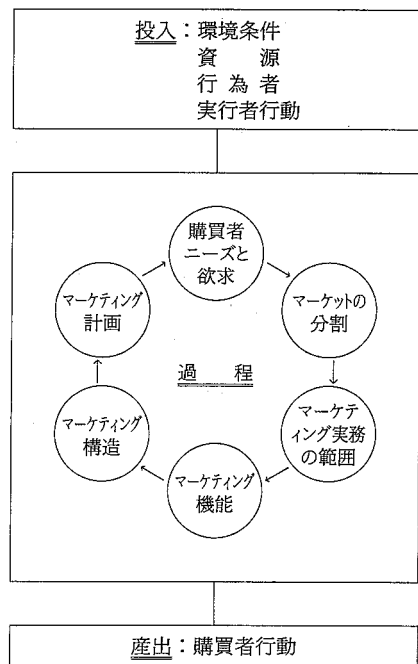 投入：環境条件
資　　源
行 為 者
実行者行動
購買者
ニーズと
欲求
マーケットの
分割
マーケテ
ィング実務
の範囲
マーケティング
機能
マーケティング
構造
マーケティング
計画
過　　程
産出：購買者行動